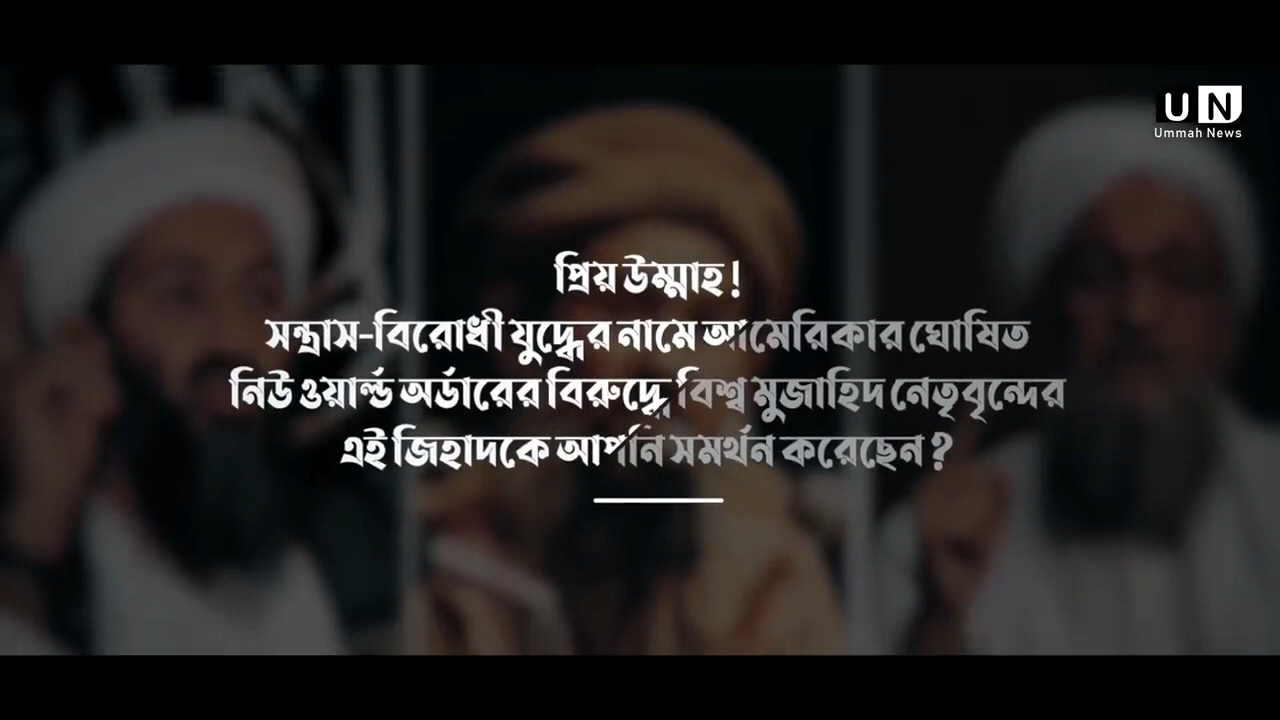 UN
Ummah News
প্রিয় উম্মাহ !
সন্ত্রাস-বিরোধী যুদ্ধের নামে আমেরিকার ঘোষিত
নিউ ওয়ার্ল্ড অর্ডারের বিরুদ্ধে বিশ্ব মুজাহিদ নেতৃবৃন্দের
এই জিহাদকে আপনি সমর্থন করেছেন ?